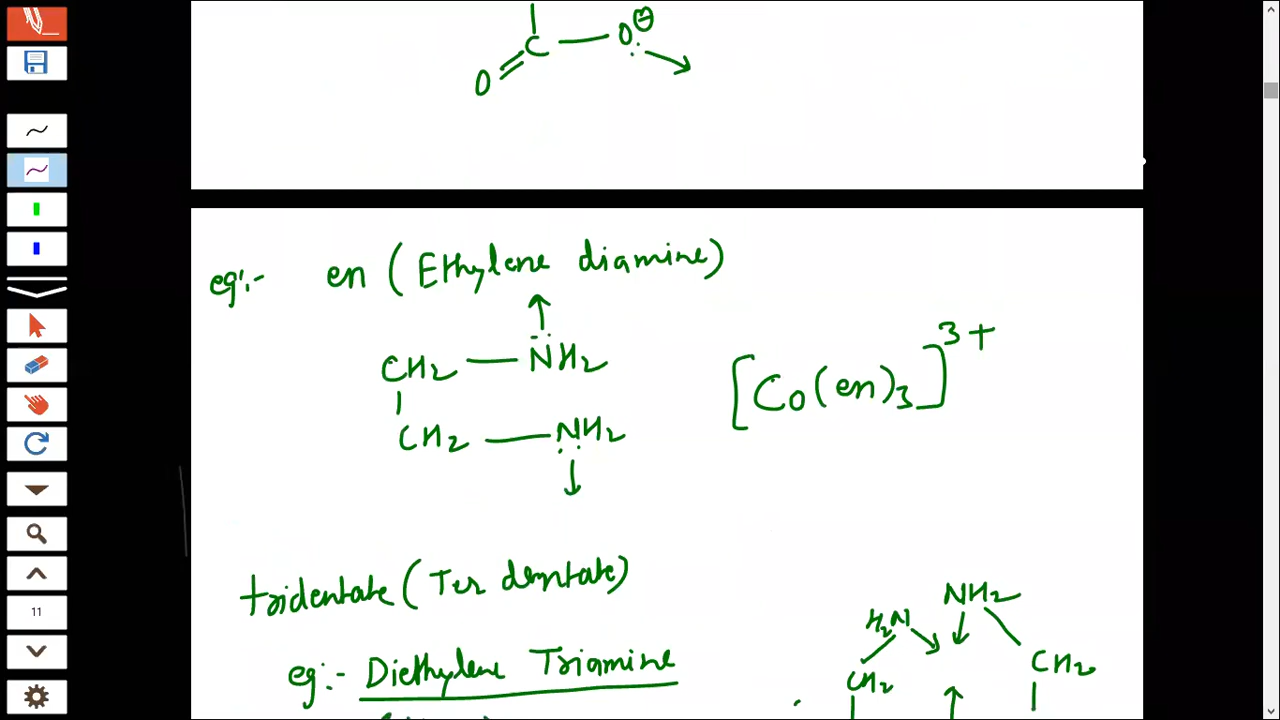 C — O⊖
O
eg:- en (Ethylene diamine)
CH2 — NH2
[Co(en)3]3+
CH2 — NH2
tridentate (Ter dentate)
NH2
H2N
eg:- Diethylene Triamine
CH2
CH2
11